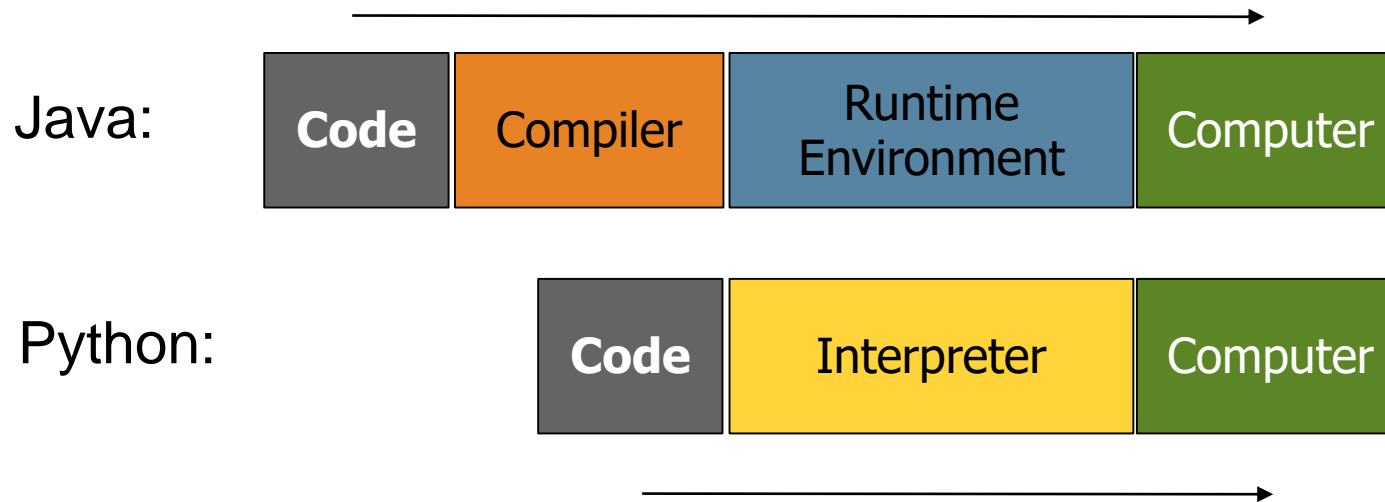 Java:
Code
Compiler
Runtime
Environment
Computer
Python:
Code
Interpreter
Computer